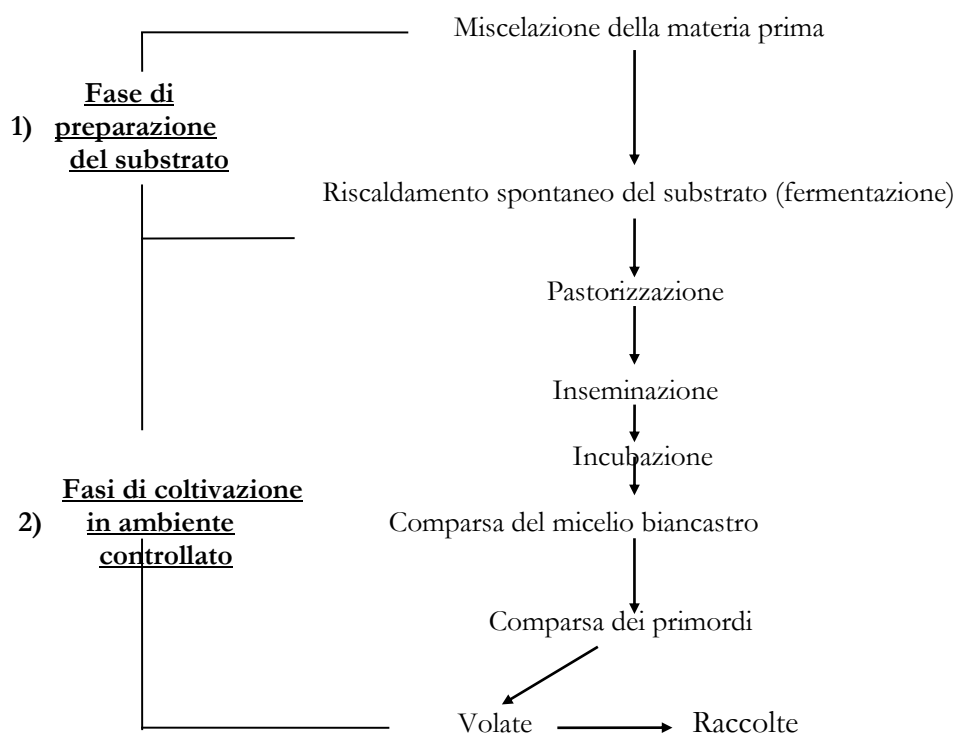 Miscelazione della materia prima
Fase di
1) preparazione
del substrato
Riscaldamento spontaneo del substrato (fermentazione)
Pastorizzazione
Inseminazione
Incubazione
Fasi di coltivazione
2) in ambiente
controllato
Comparsa del micelio biancastro
Comparsa dei primordi
Volate
Raccolte